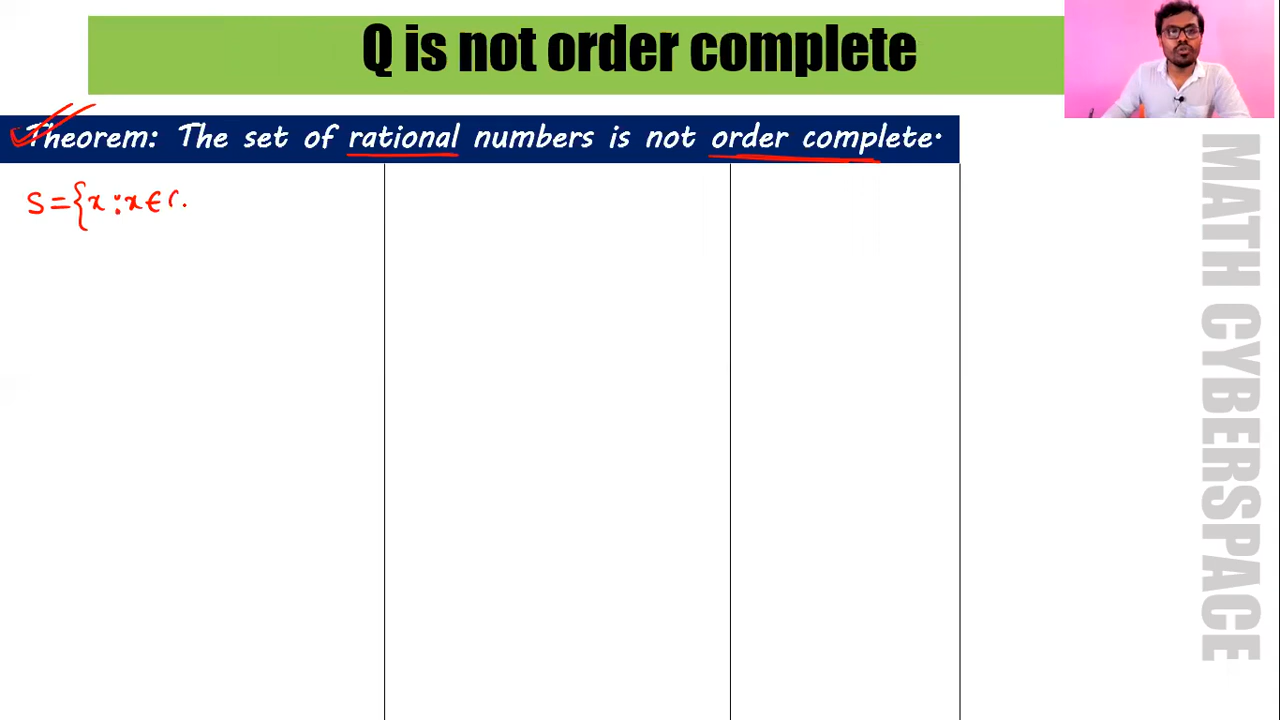 Q is not order complete
Theorem: The set of rational numbers is not order complete.
S={x:x∈
MATH CYBERSPACE